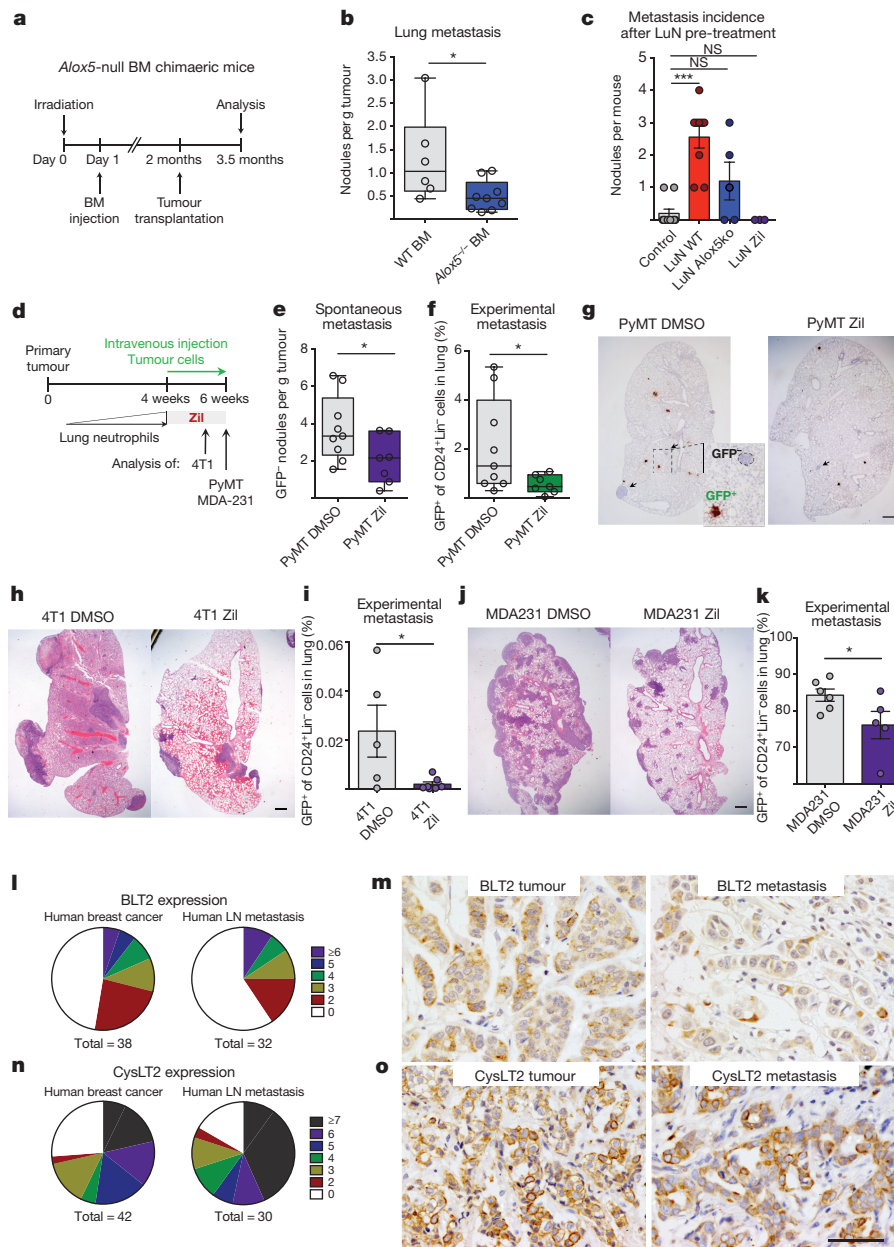 a
Alox5-null BM chimaeric mice
Irradiation
Analysis
Day 0
Day 1
2 months
3.5 months
BM
injection
Tumour
transplantation
b
Lung metastasis
Nodules per g tumour
3.5
3.0
2.5
2.0
1.5
1.0
0.5
*
WT BM
Alox5–/– BM
c
Metastasis incidence
after LuN pre-treatment
Nodules per mouse
5
4
3
2
1
0
NS
NS
***
Control
LuN WT
LuN Alox5ko
LuN Zil
d
Intravenous injection
Tumour cells
Primary
tumour
0
4 weeks
6 weeks
Zil
Lung neutrophils
Analysis of:
4T1
PyMT
MDA-231
e
Spontaneous
metastasis
GFP– nodules per g tumour
8
6
4
2
0
*
PyMT DMSO
PyMT Zil
f
Experimental
metastasis
GFP+ of CD24+Lin– cells in lung (%)
6
4
2
*
PyMT DMSO
PyMT Zil
g
PyMT DMSO
PyMT Zil
GFP–
GFP+
h
4T1 DMSO
4T1 Zil
i
Experimental
metastasis
GFP+ of CD24+Lin– cells in lung (%)
0.06
0.04
0.02
*
4T1
DMSO
4T1
Zil
j
MDA231 DMSO
MDA231 Zil
k
Experimental
metastasis
GFP+ of CD24+Lin– cells in lung (%)
100
90
80
70
*
MDA231
DMSO
MDA231
Zil
l
BLT2 expression
Human breast cancer
Human LN metastasis
≥6
5
4
3
2
0
Total = 38
Total = 32
m
BLT2 tumour
BLT2 metastasis
n
CysLT2 expression
Human breast cancer
Human LN metastasis
≥7
6
5
4
3
2
0
Total = 42
Total = 30
o
CysLT2 tumour
CysLT2 metastasis